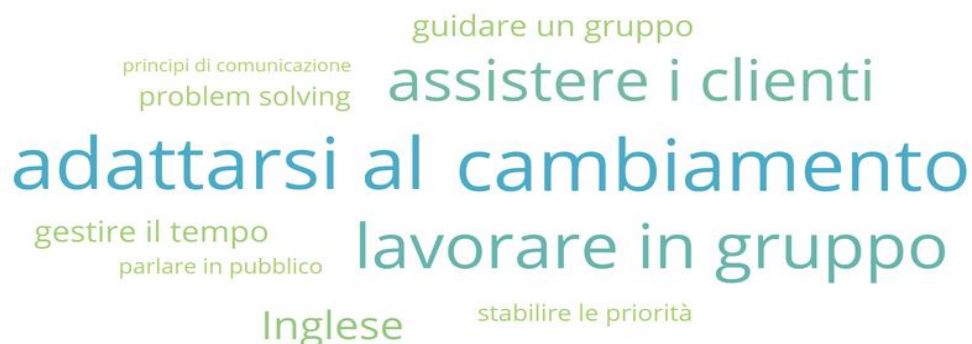 guidare un gruppo
principi di comunicazione
assistere i clienti
problem solving
adattarsi al cambiamento
gestire il tempo
lavorare in gruppo
parlare in pubblico
Inglese
stabilire le priorità